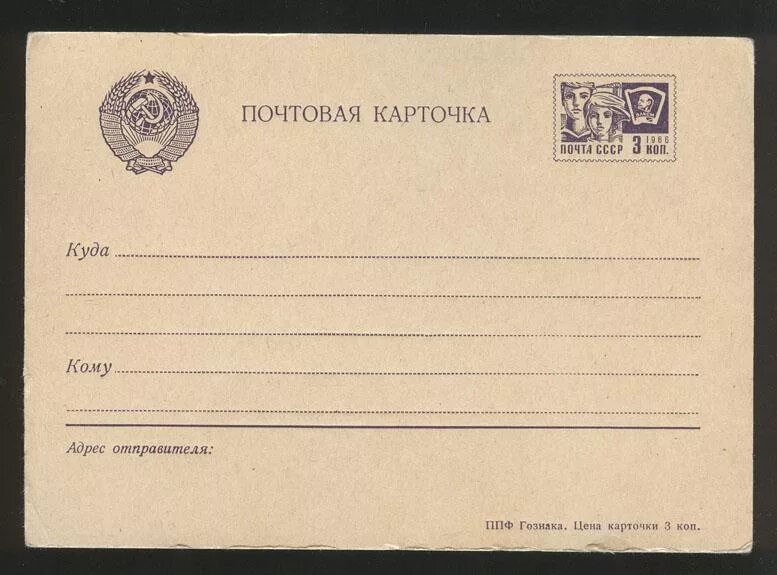 ПОЧТОВАЯ КАРТОЧКА
1966
ПОЧТА СССР 3 КОП.
Куда
Кому
Адрес отправителя:
ППФ Гознака. Цена карточки 3 коп.